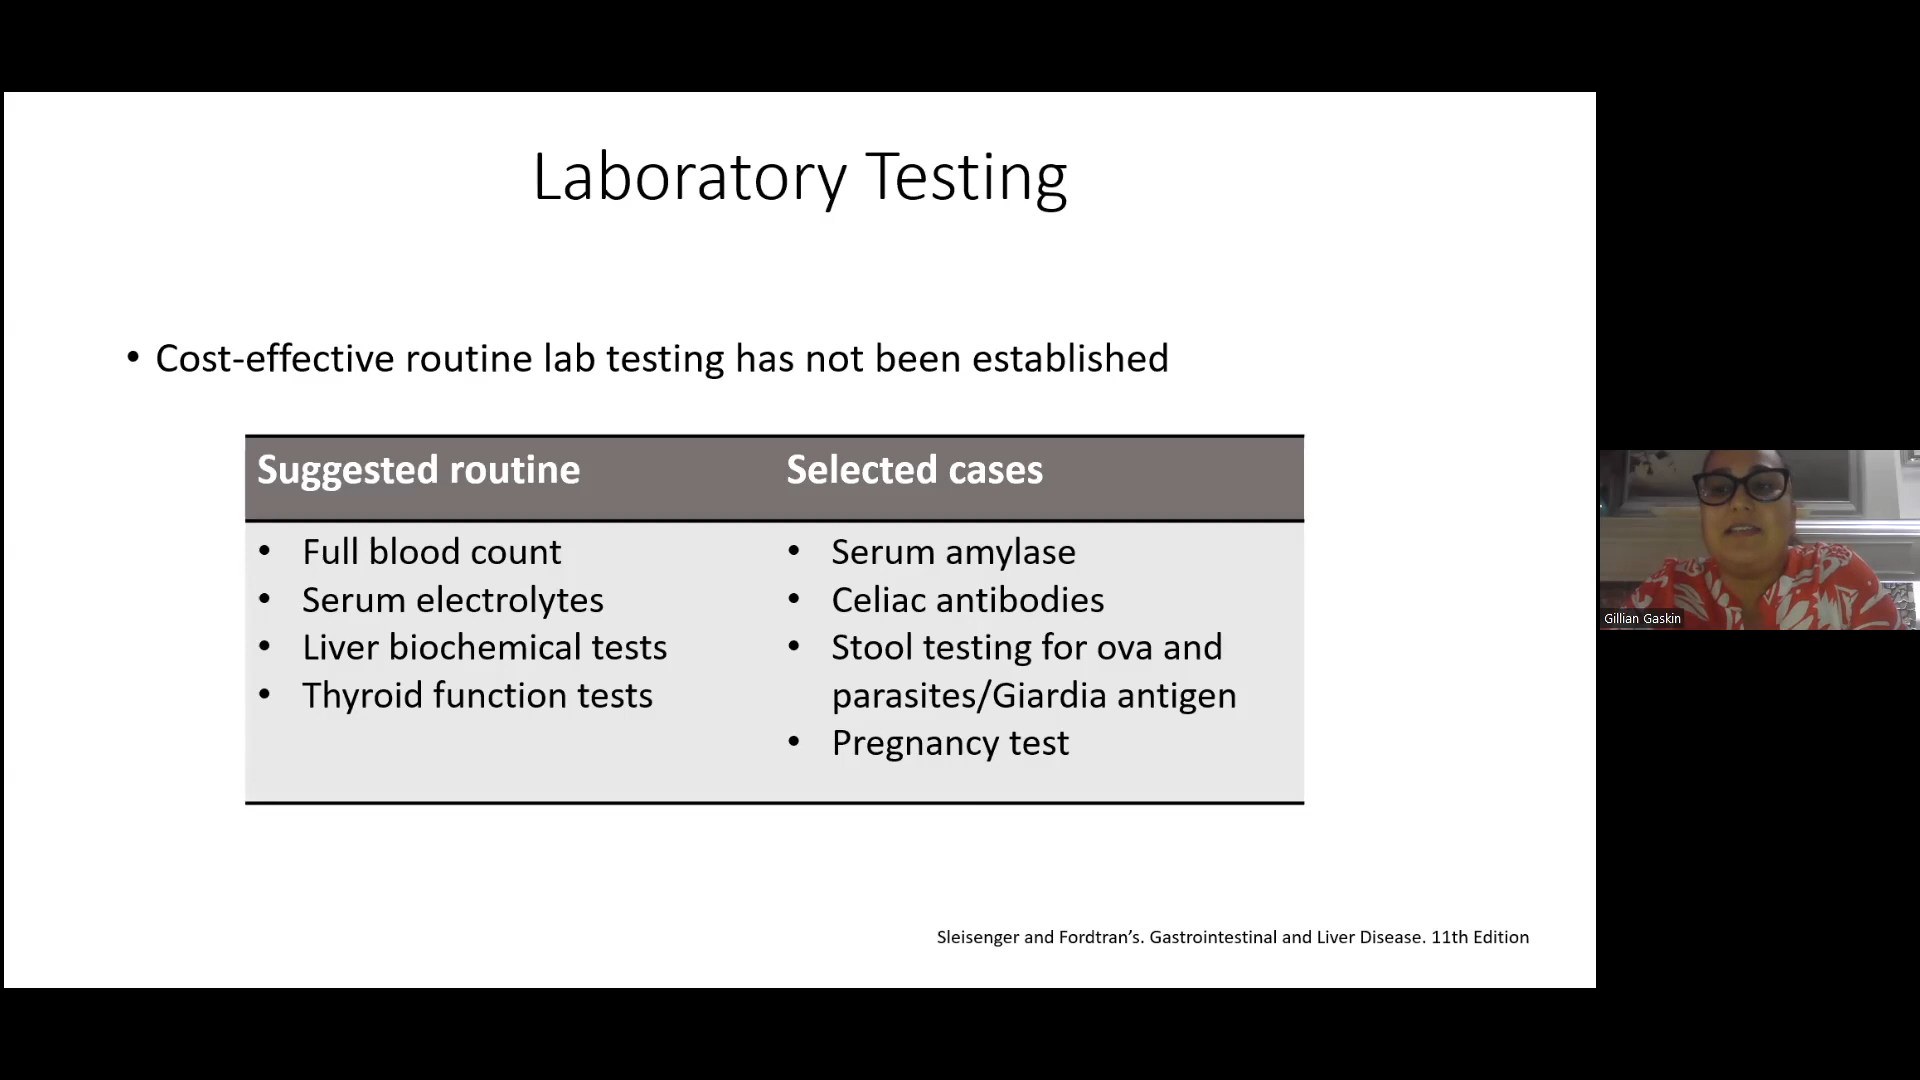 Laboratory Testing
• Cost-effective routine lab testing has not been established
Suggested routine
• Full blood count
• Serum electrolytes
• Liver biochemical tests
• Thyroid function tests
Selected cases
• Serum amylase
• Celiac antibodies
• Stool testing for ova and
parasites/Giardia antigen
• Pregnancy test
Sleisenger and Fordtran’s. Gastrointestinal and Liver Disease. 11th Edition
Gillian Gaskin